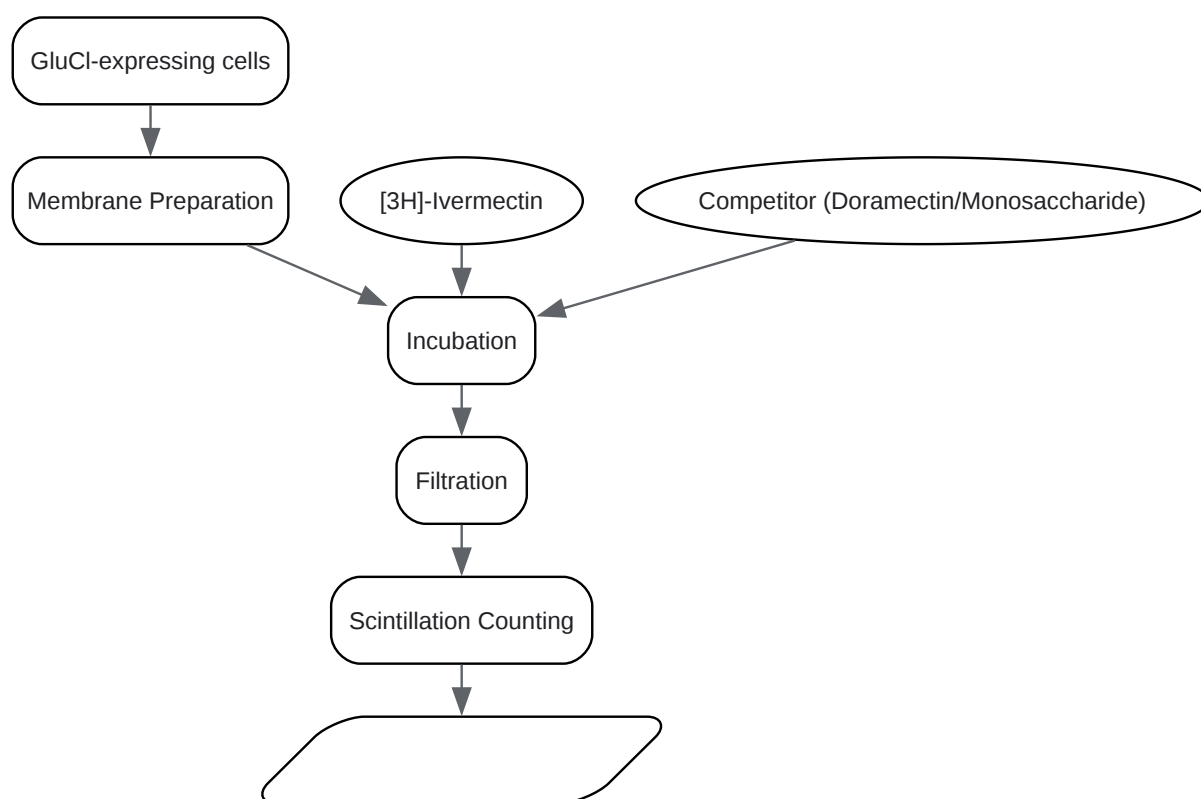 GluCl-expressing cells
Membrane Preparation
[3H]-Ivermectin
Competitor (Doramectin/Monosaccharide)
Incubation
Filtration
Scintillation Counting